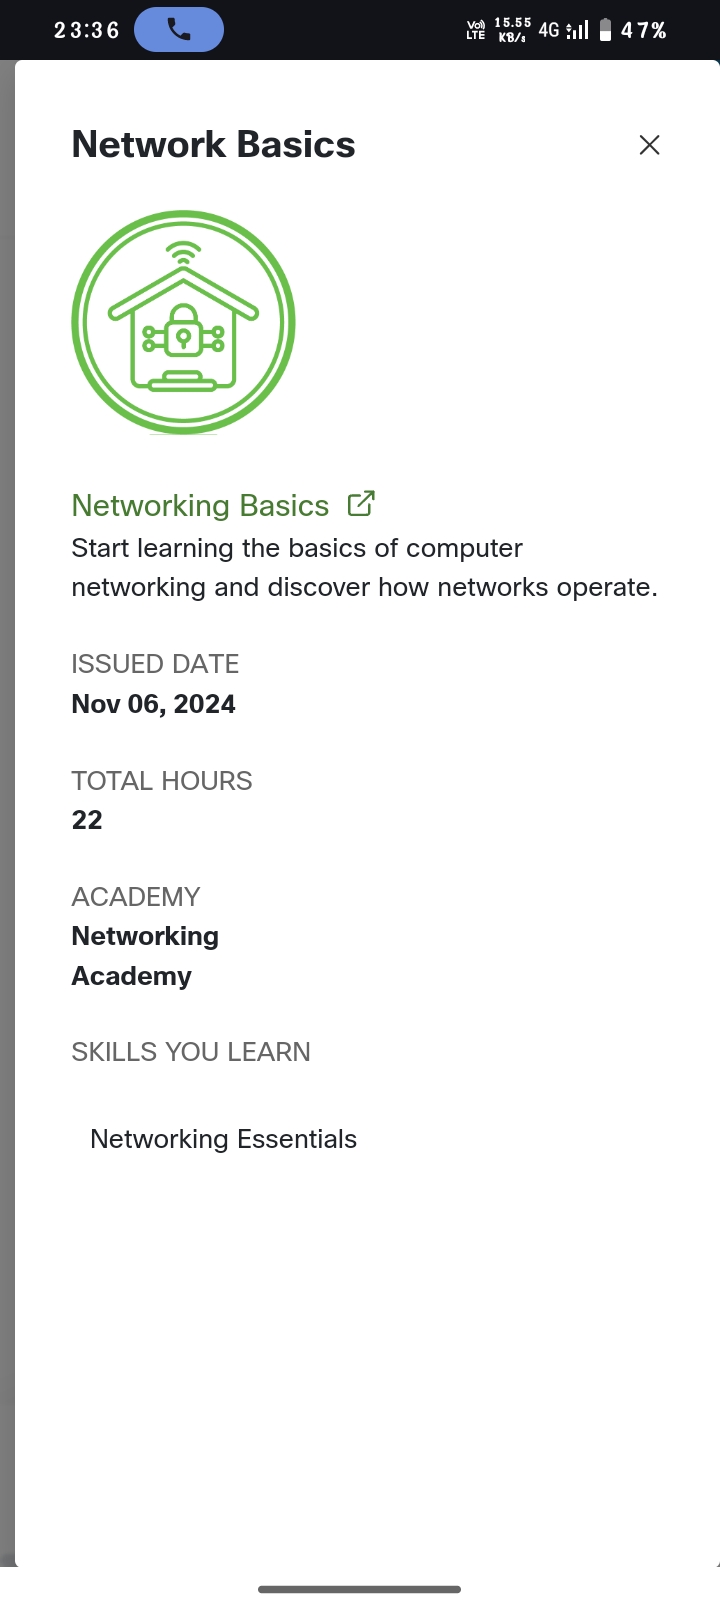 23:36
Vo)) LTE 15.55 KB/s 4G 47%
Network Basics
Networking Basics
Start learning the basics of computer
networking and discover how networks operate.
ISSUED DATE
Nov 06, 2024
TOTAL HOURS
22
ACADEMY
Networking
Academy
SKILLS YOU LEARN
Networking Essentials